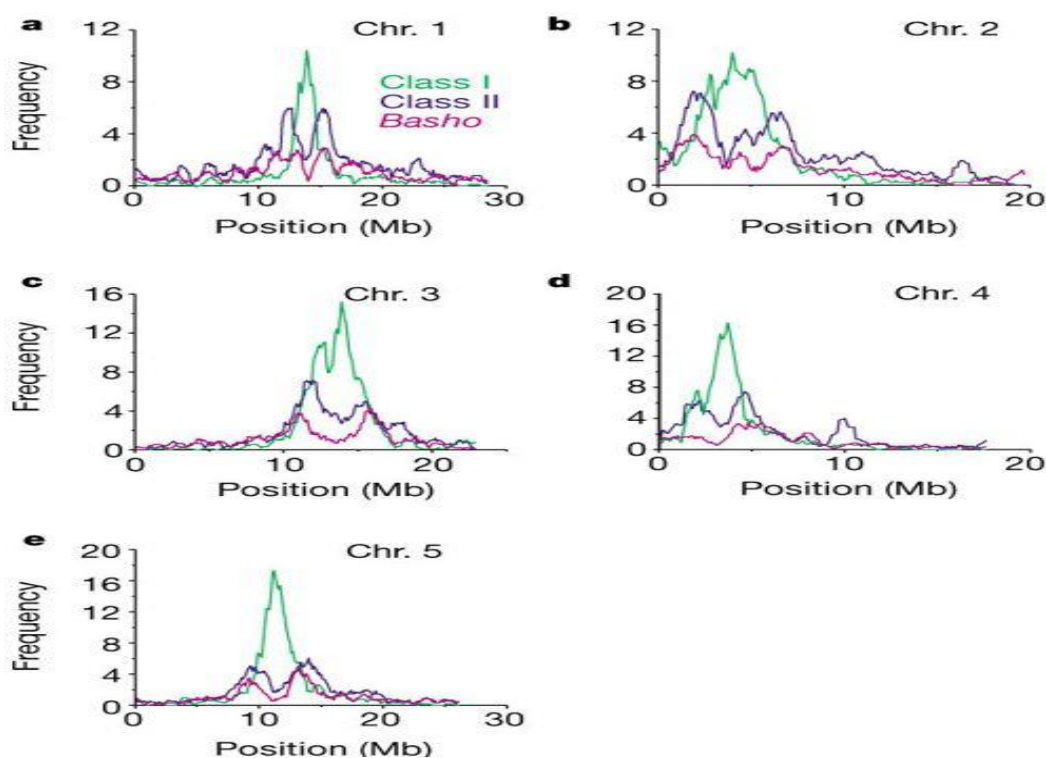 a Chr. 1
12
8
4
0
Frequency
Class I
Class II
Basho
0 10 20 30
Position (Mb)
b Chr. 2
12
8
4
0
0 10 20
Position (Mb)
c Chr. 3
16
12
8
4
0
Frequency
0 10 20
Position (Mb)
d Chr. 4
20
16
12
8
4
0
0 10 20
Position (Mb)
e Chr. 5
20
16
12
8
4
0
Frequency
0 10 20 30
Position (Mb)